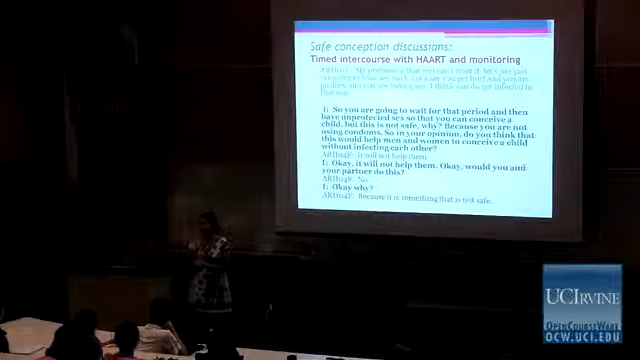 Safe conception discussions:
Timed intercourse with HAART and monitoring
I: So you are going to wait for that period and then
have unprotected sex so that you can conceive a
child, but this is not safe, why? Because you are not
using condoms. So in your opinion, do you think that
this would help men and women to conceive a child
without infecting each other?
ARH04F: It will not help them.
I: Okay, it will not help them. Okay, would you and
your partner do this?
ARH04F: No.
I: Okay why?
ARH04F: Because it is something that is not safe.
UCIRVINE
OPENCOURSEWARE
OCW.UCI.EDU